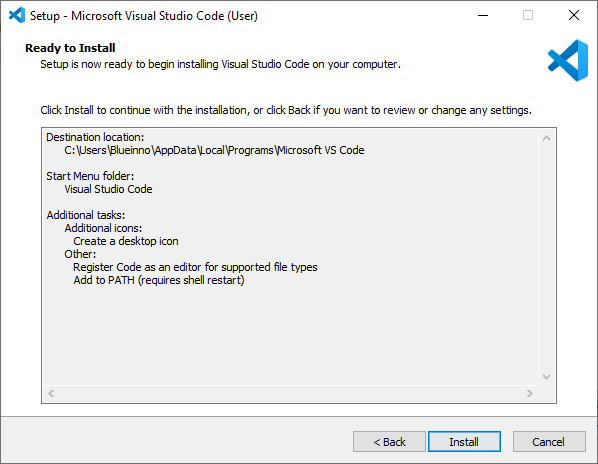 Setup - Microsoft Visual Studio Code (User)
Ready to Install
Setup is now ready to begin installing Visual Studio Code on your computer.
Click Install to continue with the installation, or click Back if you want to review or change any settings.
Destination location:
C:\Users\Blueinno\AppData\Local\Programs\Microsoft VS Code
Start Menu folder:
Visual Studio Code
Additional tasks:
Additional icons:
Create a desktop icon
Other:
Register Code as an editor for supported file types
Add to PATH (requires shell restart)
< Back Install Cancel